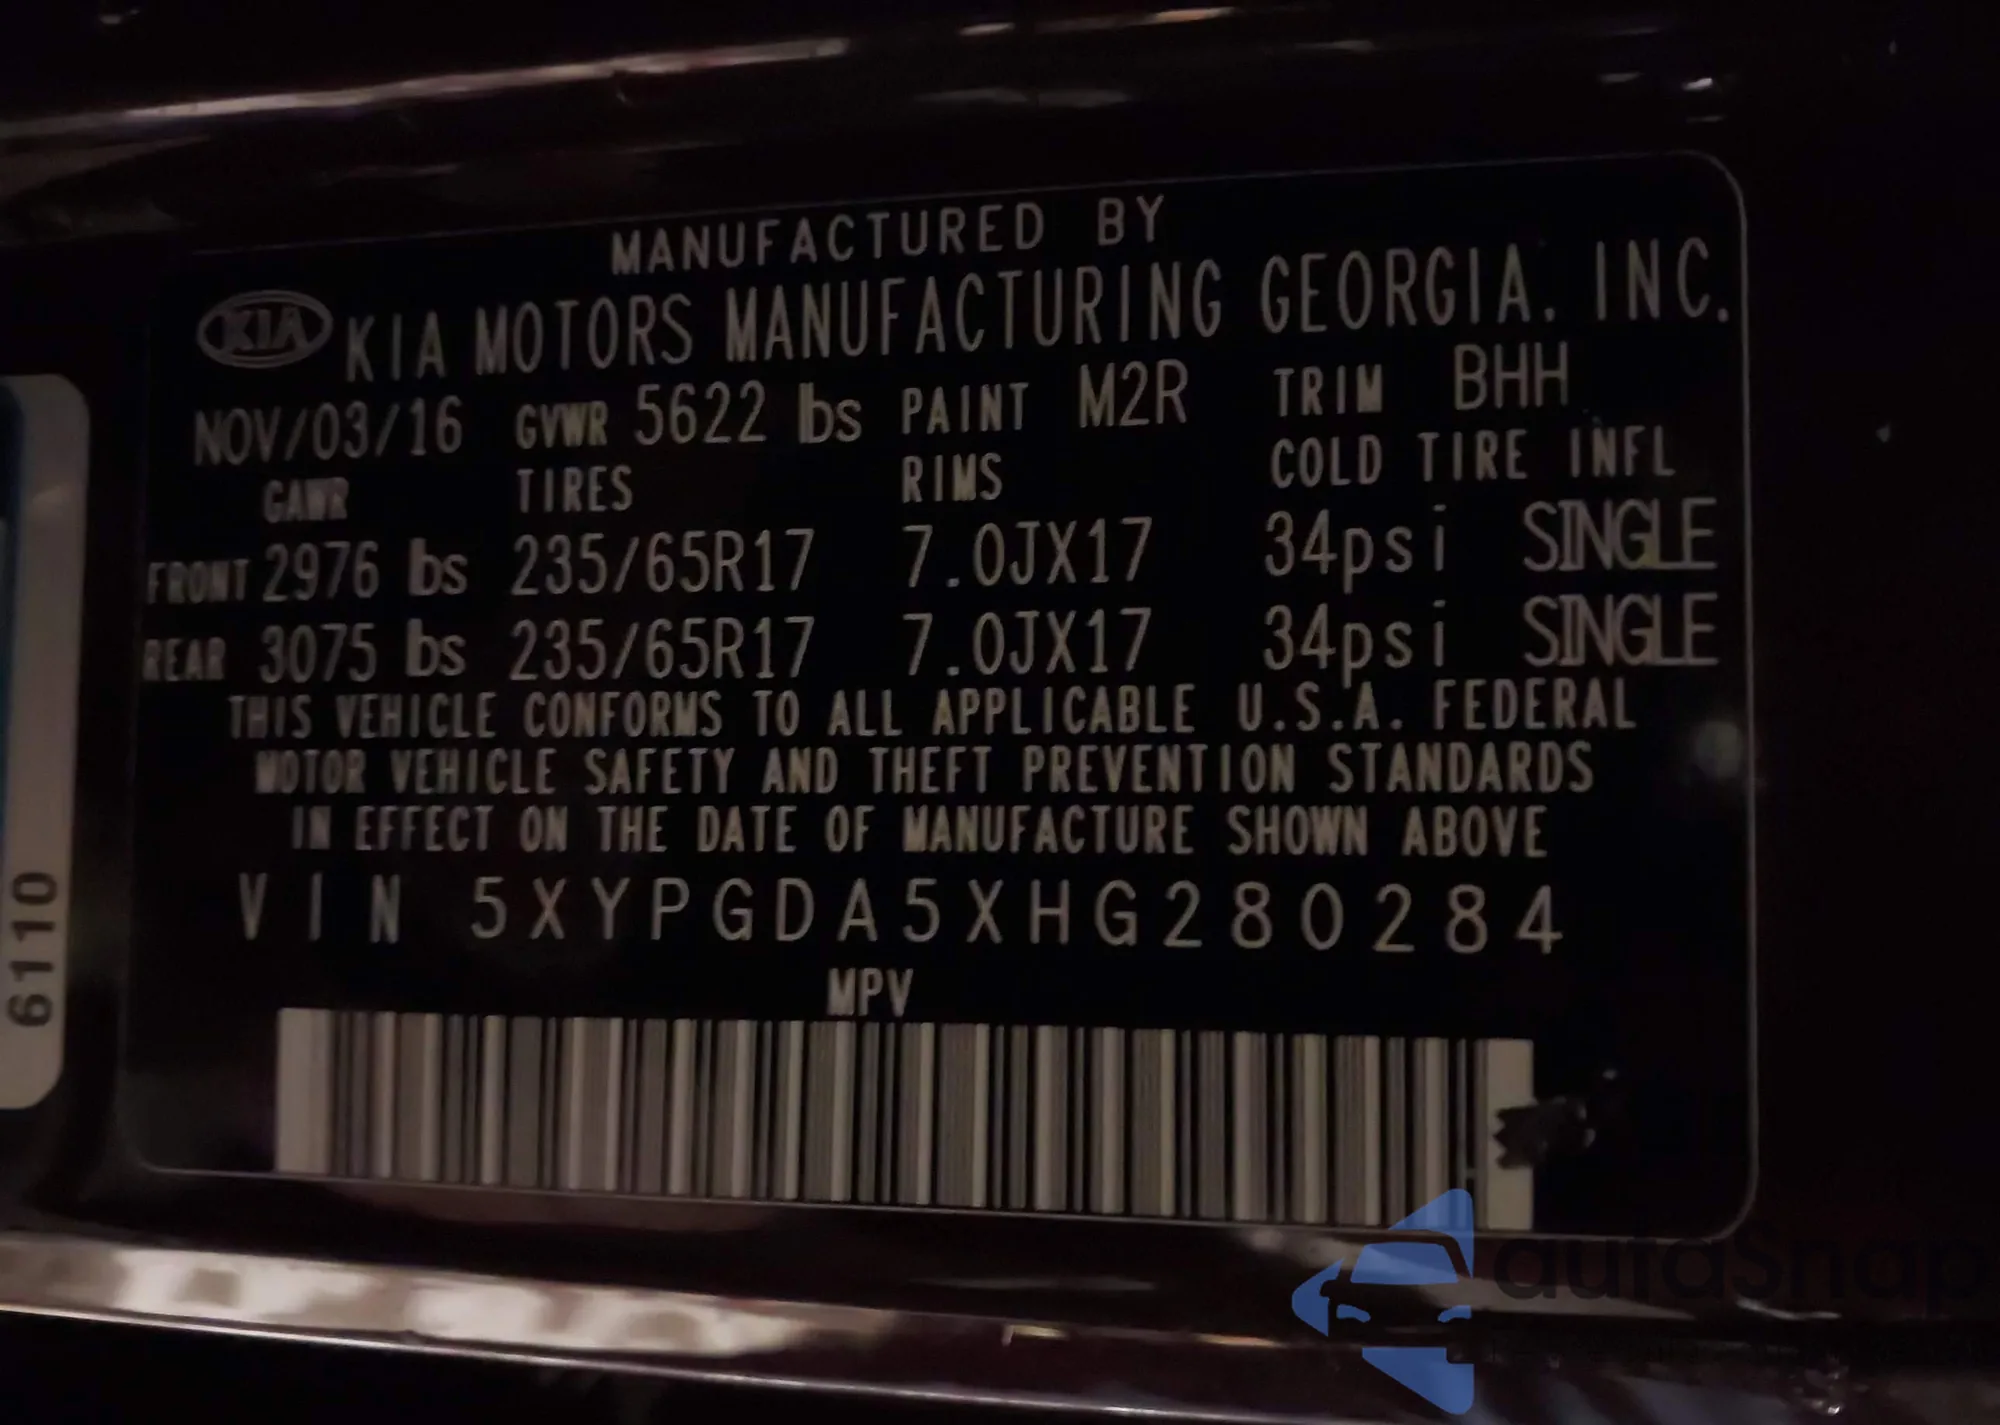 MANUFACTURED BY
KIA KIA MOTORS MANUFACTURING GEORGIA. INC.
NOV/03/16 GVWR 5622 lbs PAINT M2R TRIM BHH
GAWR TIRES RIMS COLD TIRE INFL
FRONT 2976 lbs 235/65R17 7.0JX17 34psi SINGLE
REAR 3075 lbs 235/65R17 7.0JX17 34psi SINGLE
THIS VEHICLE CONFORMS TO ALL APPLICABLE U.S.A. FEDERAL
MOTOR VEHICLE SAFETY AND THEFT PREVENTION STANDARDS
IN EFFECT ON THE DATE OF MANUFACTURE SHOWN ABOVE
VIN 5XYPGDA5XHG280284
MPV
6110
autoSnap